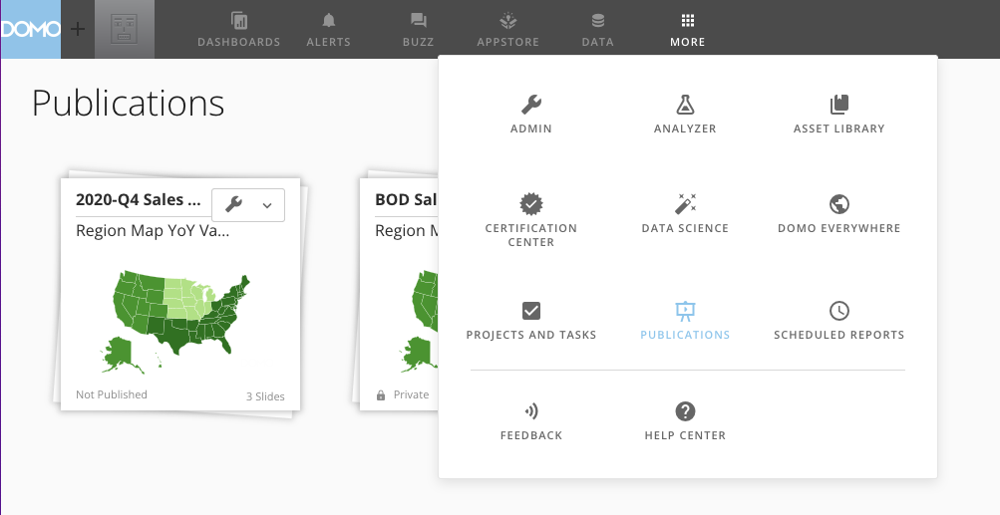 DOMO
DASHBOARDS
ALERTS
BUZZ
APPSTORE
DATA
MORE
Publications
2020-Q4 Sales ...
Region Map YoY Va...
Not Published
3 Slides
BOD Sal
Region M
Private
ADMIN
ANALYZER
ASSET LIBRARY
CERTIFICATION
CENTER
DATA SCIENCE
DOMO EVERYWHERE
PROJECTS AND TASKS
PUBLICATIONS
SCHEDULED REPORTS
FEEDBACK
HELP CENTER